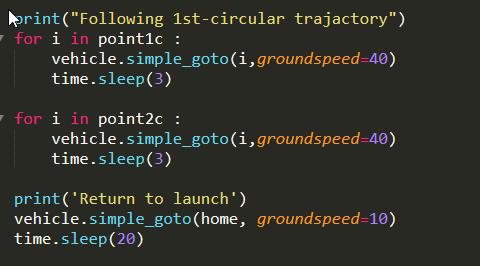 print("Following 1st-circular trajactory")
for i in point1c :
    vehicle.simple_goto(i,groundspeed=40)
    time.sleep(3)
for i in point2c :
    vehicle.simple_goto(i,groundspeed=40)
    time.sleep(3)
print('Return to launch')
vehicle.simple_goto(home, groundspeed=10)
time.sleep(20)